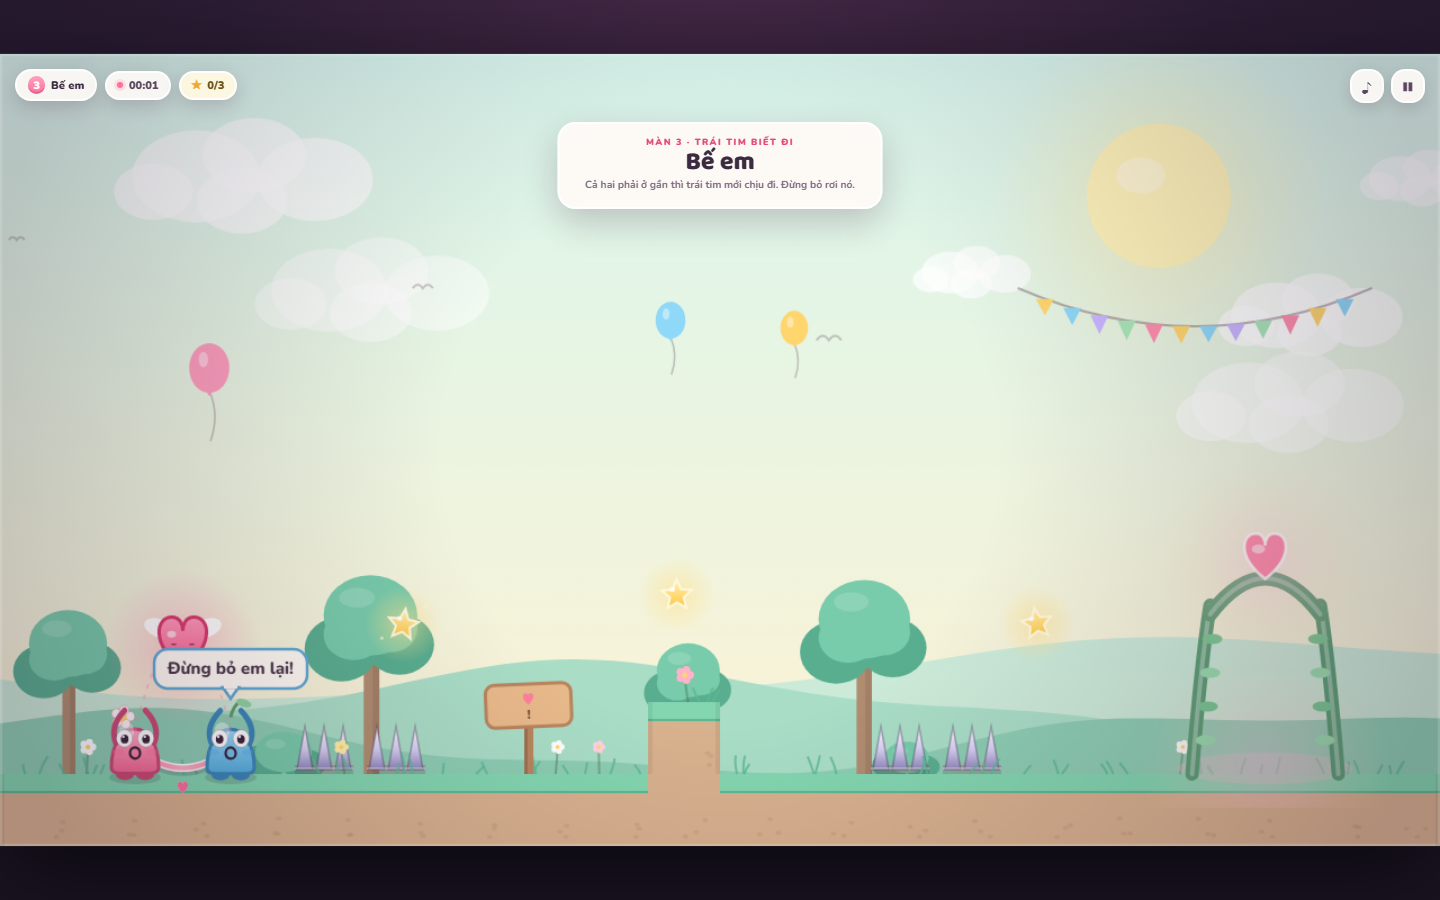 3 Bế em
00:01
0/3
MÀN 3 · TRÁI TIM BIẾT ĐI
Bế em
Cả hai phải ở gần thì trái tim mới chịu đi. Đừng bỏ rơi nó.
Đừng bỏ em lại!
!